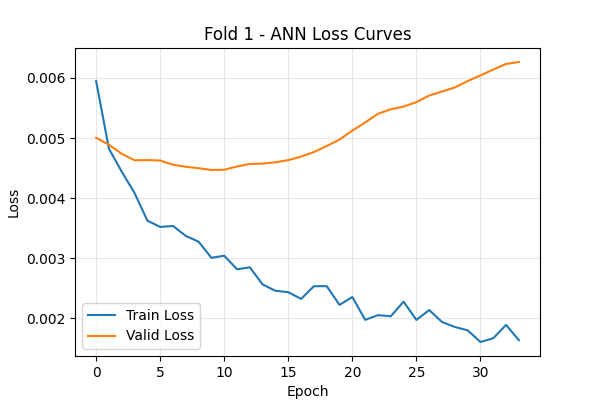 Fold 1 - ANN Loss Curves
Loss
0.006
0.005
0.004
0.003
0.002
Train Loss
Valid Loss
0 5 10 15 20 25 30
Epoch